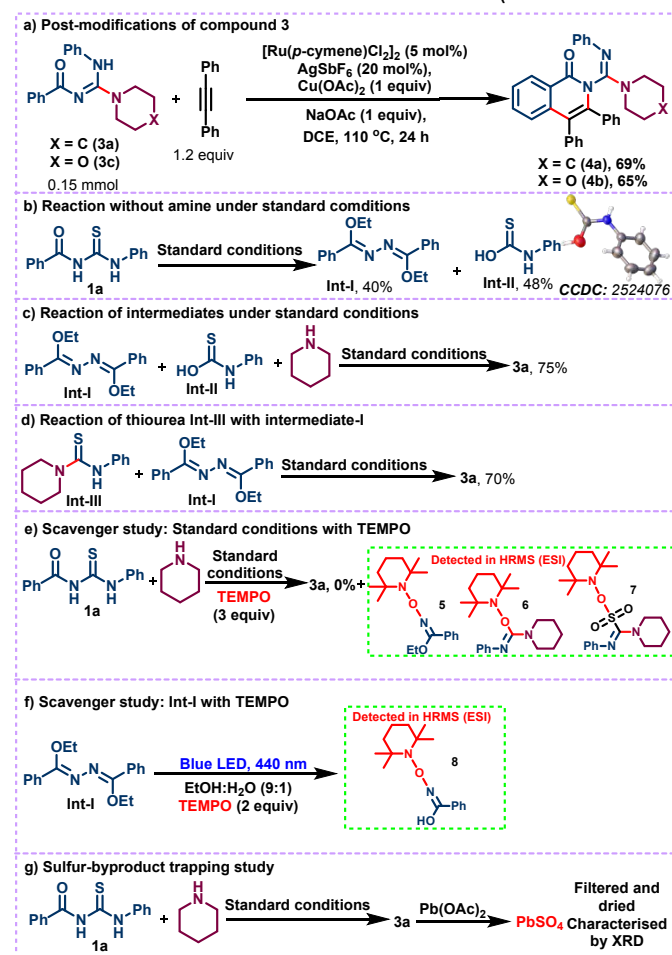 a) Post-modifications of compound 3
Ph
NH
O
Ph
N
N
X
X = C (3a)
X = O (3c)
0.15 mmol
+
Ph
Ph
1.2 equiv
[Ru(p-cymene)Cl2]2 (5 mol%)
AgSbF6 (20 mol%),
Cu(OAc)2 (1 equiv)
NaOAc (1 equiv),
DCE, 110 oC, 24 h
Ph
N
O
N
N
X
Ph
Ph
X = C (4a), 69%
X = O (4b), 65%
b) Reaction without amine under standard comditions
O S
Ph N H N H Ph
1a
Standard conditions
OEt
Ph N N Ph
OEt
Int-I, 40%
+
S
HO N H Ph
Int-II, 48%
CCDC: 2524076
c) Reaction of intermediates under standard conditions
OEt
Ph N N Ph
OEt
Int-I
+
S
HO N H Ph
Int-II
+
H N
Standard conditions
3a, 75%
d) Reaction of thiourea Int-III with intermediate-I
S
N N H Ph
Int-III
+
OEt
Ph N N Ph
OEt
Int-I
Standard conditions
3a, 70%
e) Scavenger study: Standard conditions with TEMPO
O S
Ph N H N H Ph
1a
+
H N
Standard
conditions
TEMPO
(3 equiv)
3a, 0%+
Detected in HRMS (ESI)
N
O
N
EtO
Ph
5
N
O
Ph-N
N
6
N
O
O S O
Ph-N
N
7
f) Scavenger study: Int-I with TEMPO
OEt
Ph N N Ph
OEt
Int-I
Blue LED, 440 nm
EtOH:H2O (9:1)
TEMPO (2 equiv)
Detected in HRMS (ESI)
N
O
N
HO
Ph
8
g) Sulfur-byproduct trapping study
O S
Ph N H N H Ph
1a
+
H N
Standard conditions
3a
Pb(OAc)2
PbSO4
Filtered and
dried
Characterised
by XRD